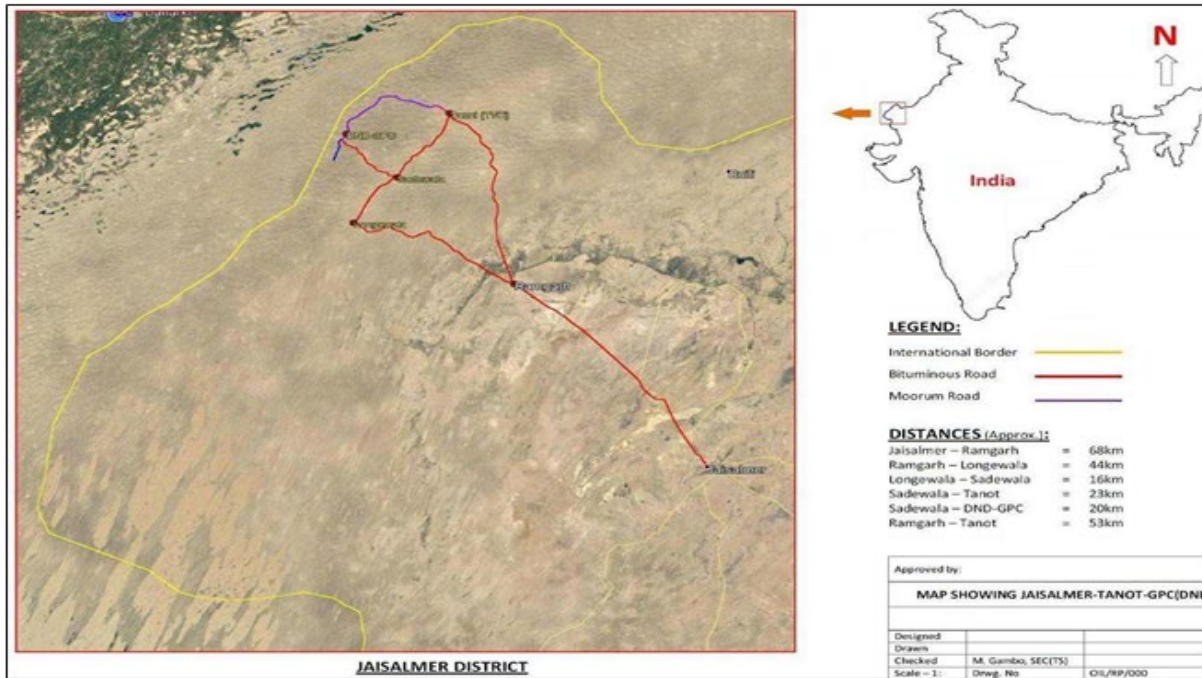 Sadewala
Ramgarh
Jaisalmer
JAISALMER DISTRICT
N
India
LEGEND:
International Border
Bituminous Road
Moorum Road
DISTANCES (Approx.):
Jaisalmer – Ramgarh = 68km
Ramgarh – Longewala = 44km
Longewala – Sadewala = 16km
Sadewala – Tanot = 23km
Sadewala – DND-GPC = 20km
Ramgarh – Tanot = 53km
Approved by:
MAP SHOWING JAISALMER-TANOT-GPC(DN
Designed
Drawn
Checked M. Gambo, SEC(TS)
Scale – 1: Drwg. No OIL/RP/000